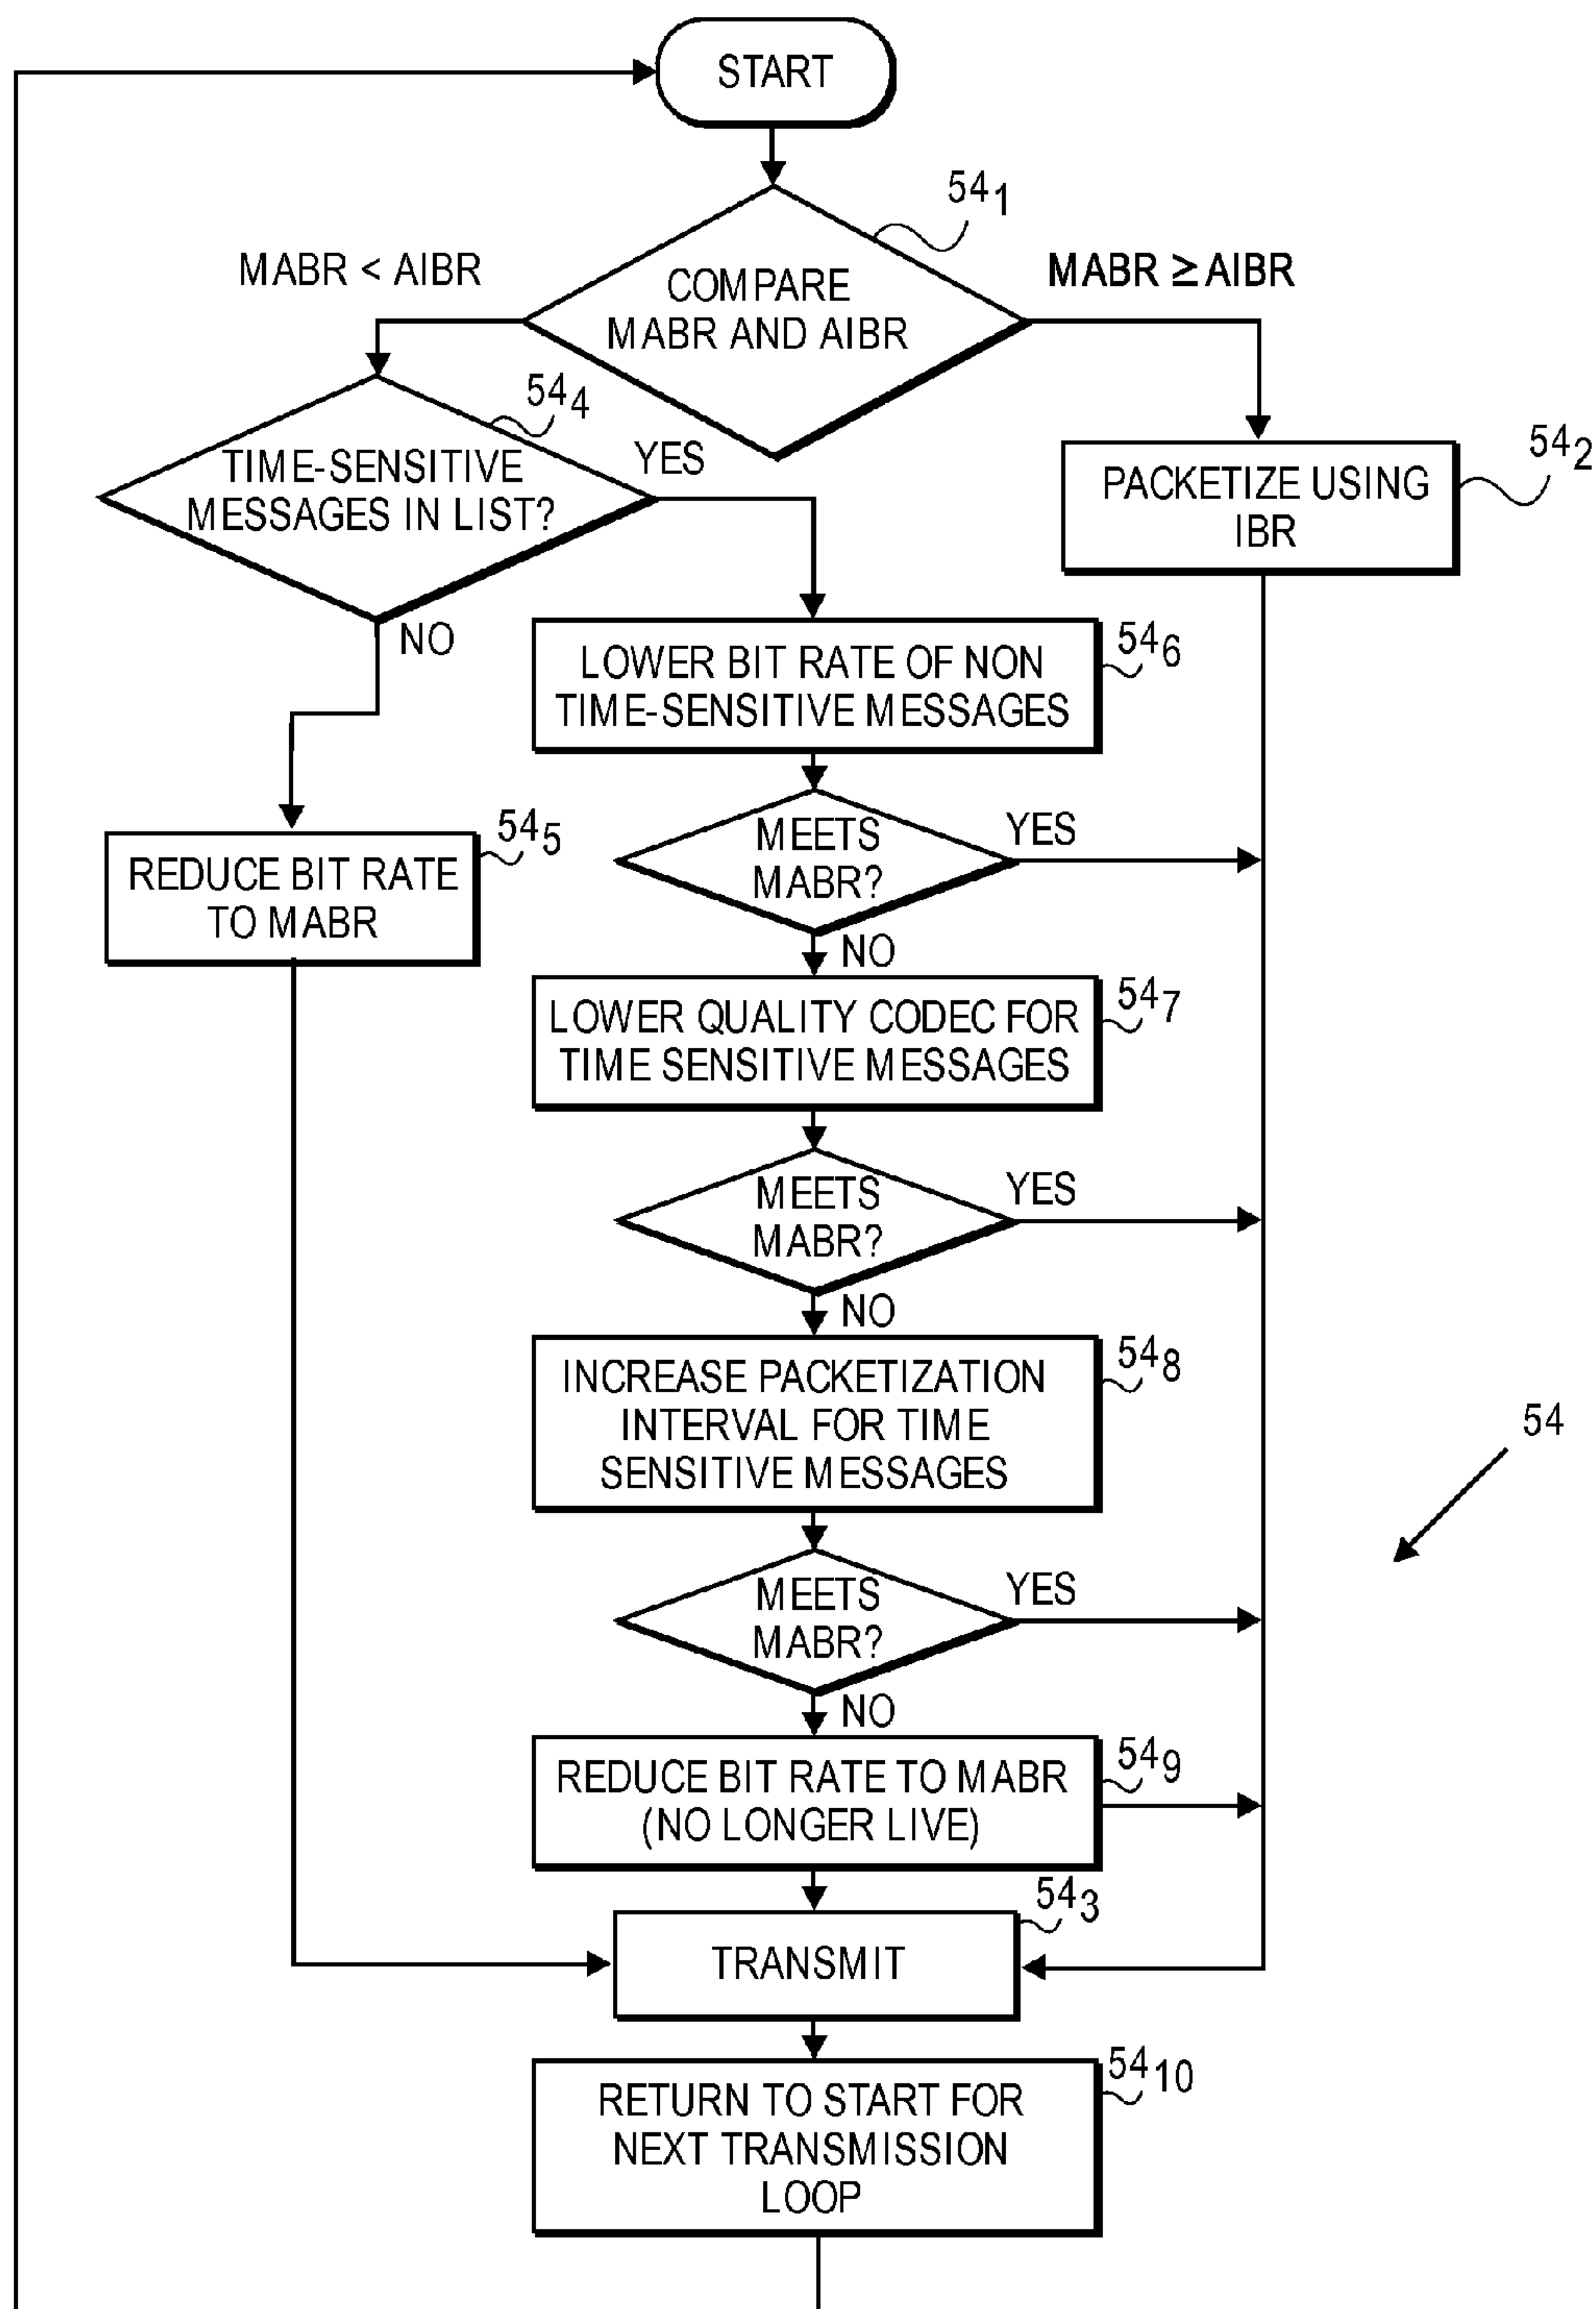 START
54₁
MABR < AIBR
COMPARE
MABR AND AIBR
MABR ≥ AIBR
54₄
TIME-SENSITIVE
MESSAGES IN LIST?
YES
NO
54₂
PACKETIZE USING
IBR
54₆
LOWER BIT RATE OF NON
TIME-SENSITIVE MESSAGES
54₅
REDUCE BIT RATE
TO MABR
MEETS
MABR?
YES
NO
54₇
LOWER QUALITY CODEC FOR
TIME SENSITIVE MESSAGES
MEETS
MABR?
YES
NO
54₈
INCREASE PACKETIZATION
INTERVAL FOR TIME
SENSITIVE MESSAGES
54
MEETS
MABR?
YES
NO
54₉
REDUCE BIT RATE TO MABR
(NO LONGER LIVE)
54₃
TRANSMIT
54₁₀
RETURN TO START FOR
NEXT TRANSMISSION
LOOP